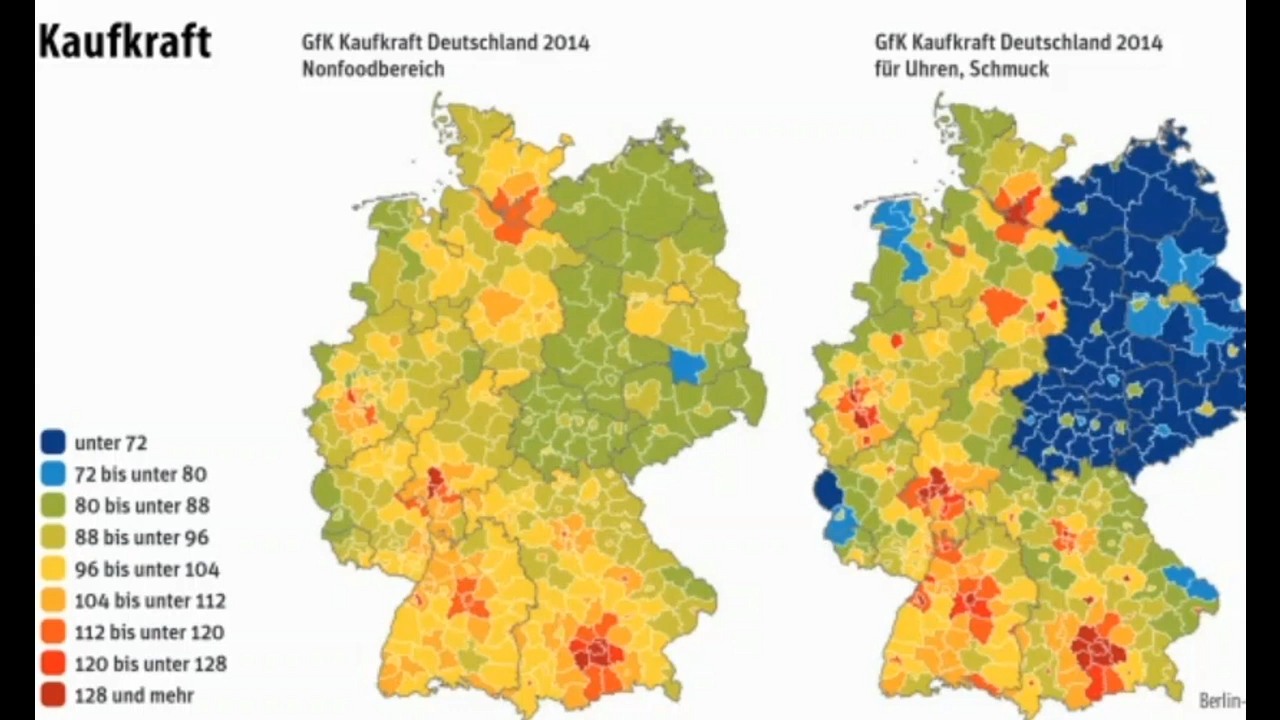 Kaufkraft
GfK Kaufkraft Deutschland 2014
Nonfoodbereich
GfK Kaufkraft Deutschland 2014
für Uhren, Schmuck
unter 72
72 bis unter 80
80 bis unter 88
88 bis unter 96
96 bis unter 104
104 bis unter 112
112 bis unter 120
120 bis unter 128
128 und mehr
Berlin-